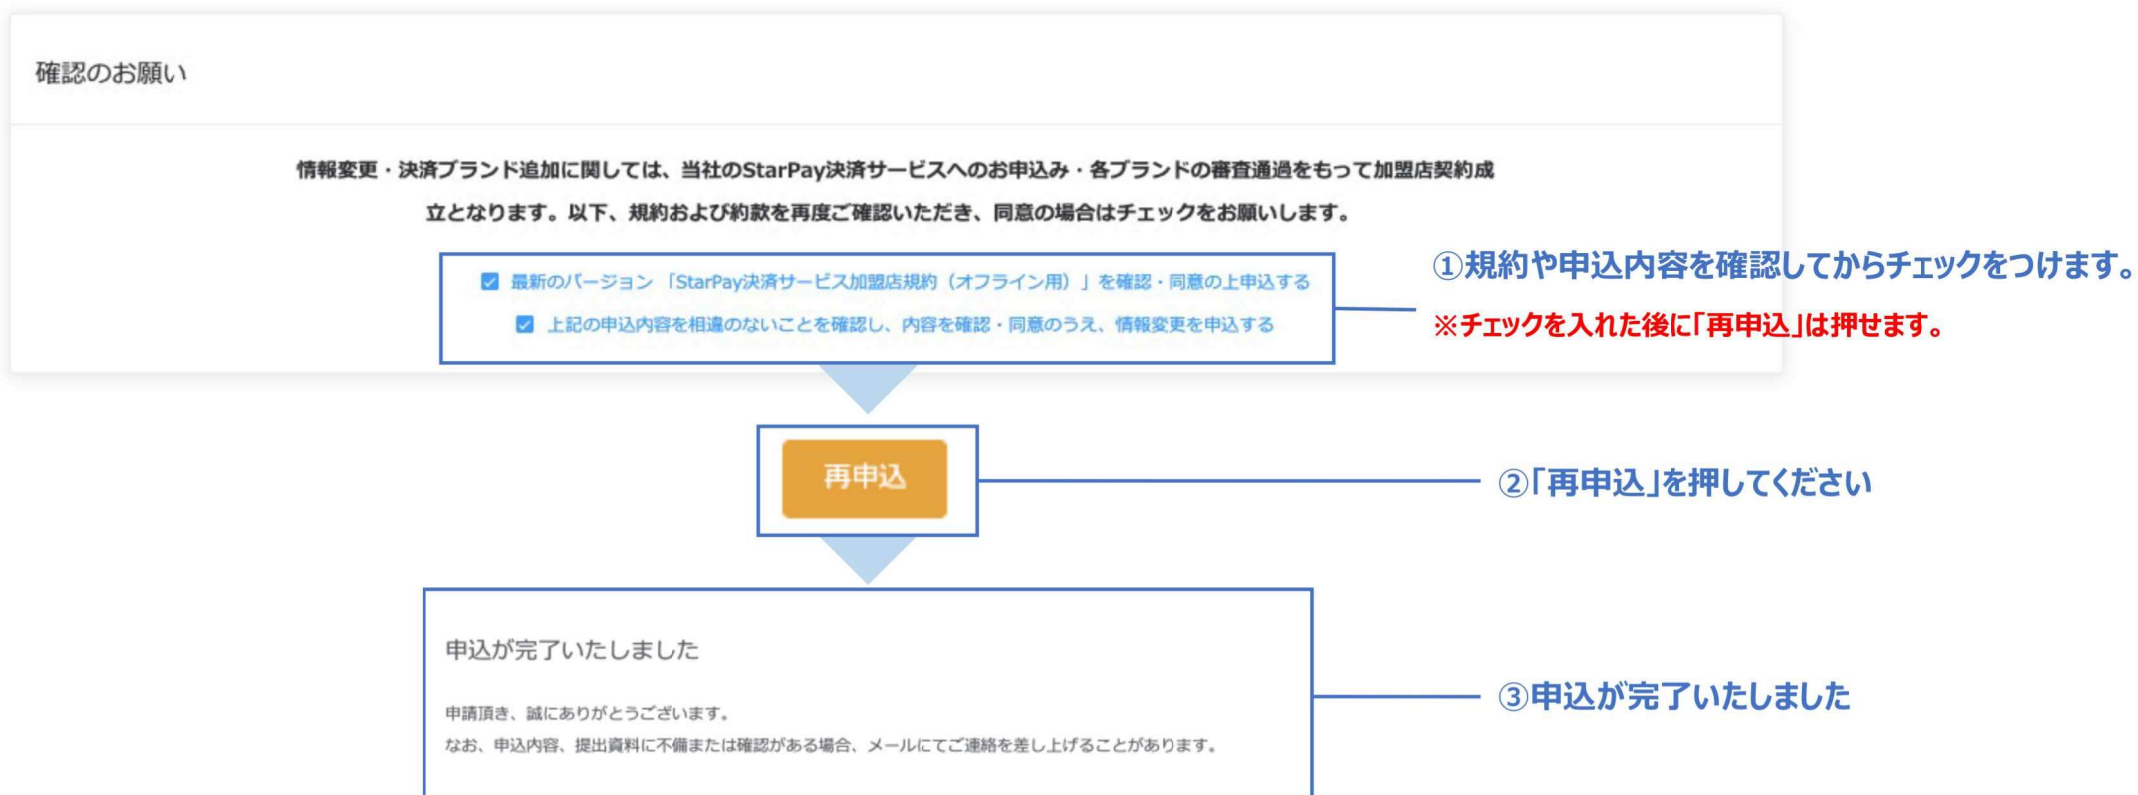 確認のお願い
情報変更・決済ブランド追加に関しては、当社のStarPay決済サービスへのお申込み・各ブランドの審査通過をもって加盟店契約成
立となります。以下、規約および約款を再度ご確認いただき、同意の場合はチェックをお願いします。
最新のバージョン 「StarPay決済サービス加盟店規約（オフライン用）」を確認・同意の上申込する
上記の申込内容を相違のないことを確認し、内容を確認・同意のうえ、情報変更を申込する
①規約や申込内容を確認してからチェックをつけます。
※チェックを入れた後に「再申込」は押せます。
再申込
②「再申込」を押してください
申込が完了いたしました
申請頂き、誠にありがとうございます。
なお、申込内容、提出資料に不備または確認がある場合、メールにてご連絡を差し上げることがあります。
③申込が完了いたしました